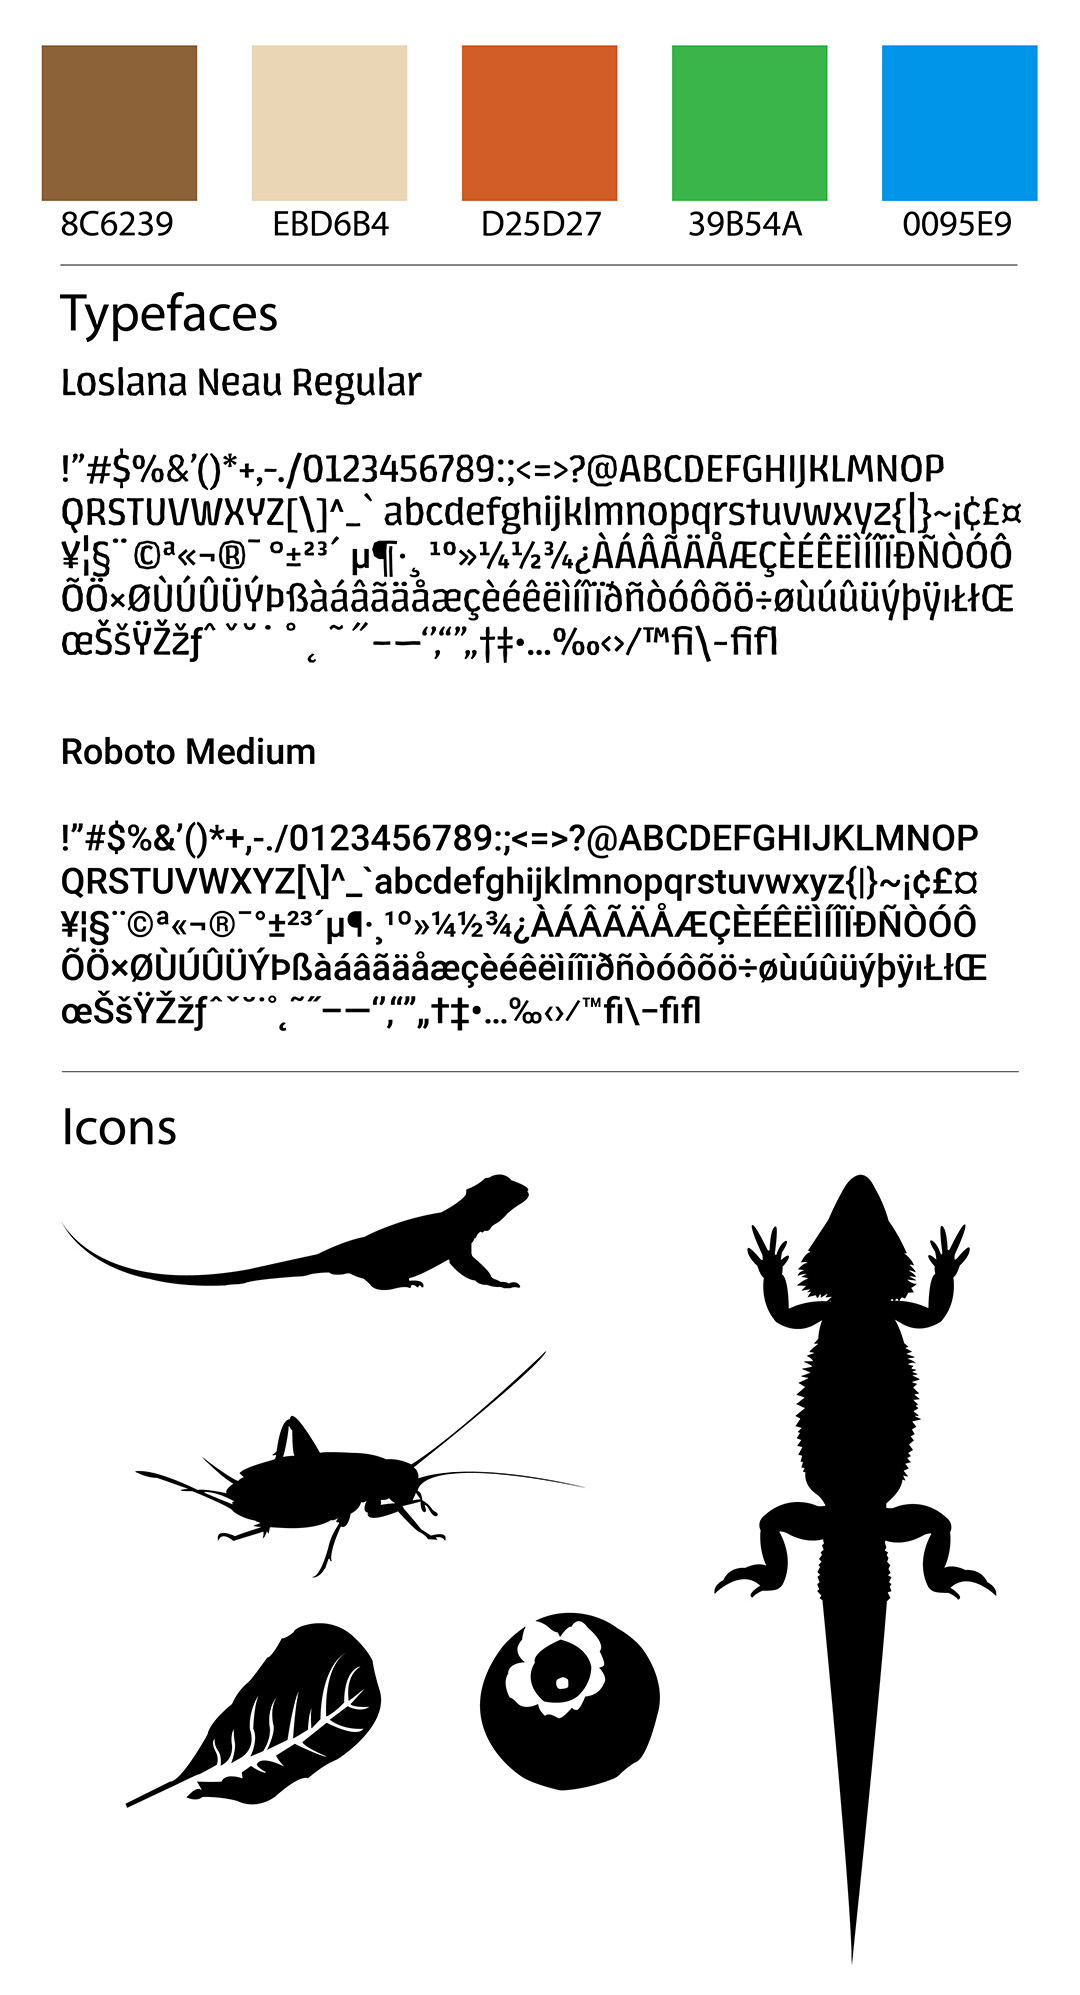 8C6239 EBD6B4 D25D27 39B54A 0095E9
Typefaces
Loslana Neau Regular
!”#$%&’()*+,-./0123456789:;<=>?@ABCDEFGHIJKLMNOP
QRSTUVWXYZ[\]^_` abcdefghijklmnopqrstuvwxyz{|}~¡¢£¤
¥¦§¨ ©ª«¬®¯ °±²³´ µ¶·¸ ¹º»¼½¾¿ÀÁÂÃÄÅÆÇÈÉÊËÌÍÎÏÐÑÒÓÔ
ÕÖ×ØÙÚÛÜÝÞßàáâãäåæçèéêëìíîïðñòóôõö÷øùúûüýþÿıŁłŒ
œŠšŸŽžƒˆ ˇ ˘ ˙ ˚ ˛ ˜ ˝ –—‘’‚“”„†‡•…‰‹›⁄™ﬁ\−ﬁﬂ
Roboto Medium
!”#$%&’()*+,-./0123456789:;<=>?@ABCDEFGHIJKLMNOP
QRSTUVWXYZ[\]^_`abcdefghijklmnopqrstuvwxyz{|}~¡¢£¤
¥¦§¨©ª«¬®¯°±²³´µ¶·¸¹º»¼½¾¿ÀÁÂÃÄÅÆÇÈÉÊËÌÍÎÏÐÑÒÓÔ
ÕÖ×ØÙÚÛÜÝÞßàáâãäåæçèéêëìíîïðñòóôõö÷øùúûüýþÿıŁłŒ
œŠšŸŽžƒˆˇ˘˙˚˛˜˝–—‘’‚“”„†‡•…‰‹›⁄™ﬁ\−ﬁﬂ
Icons